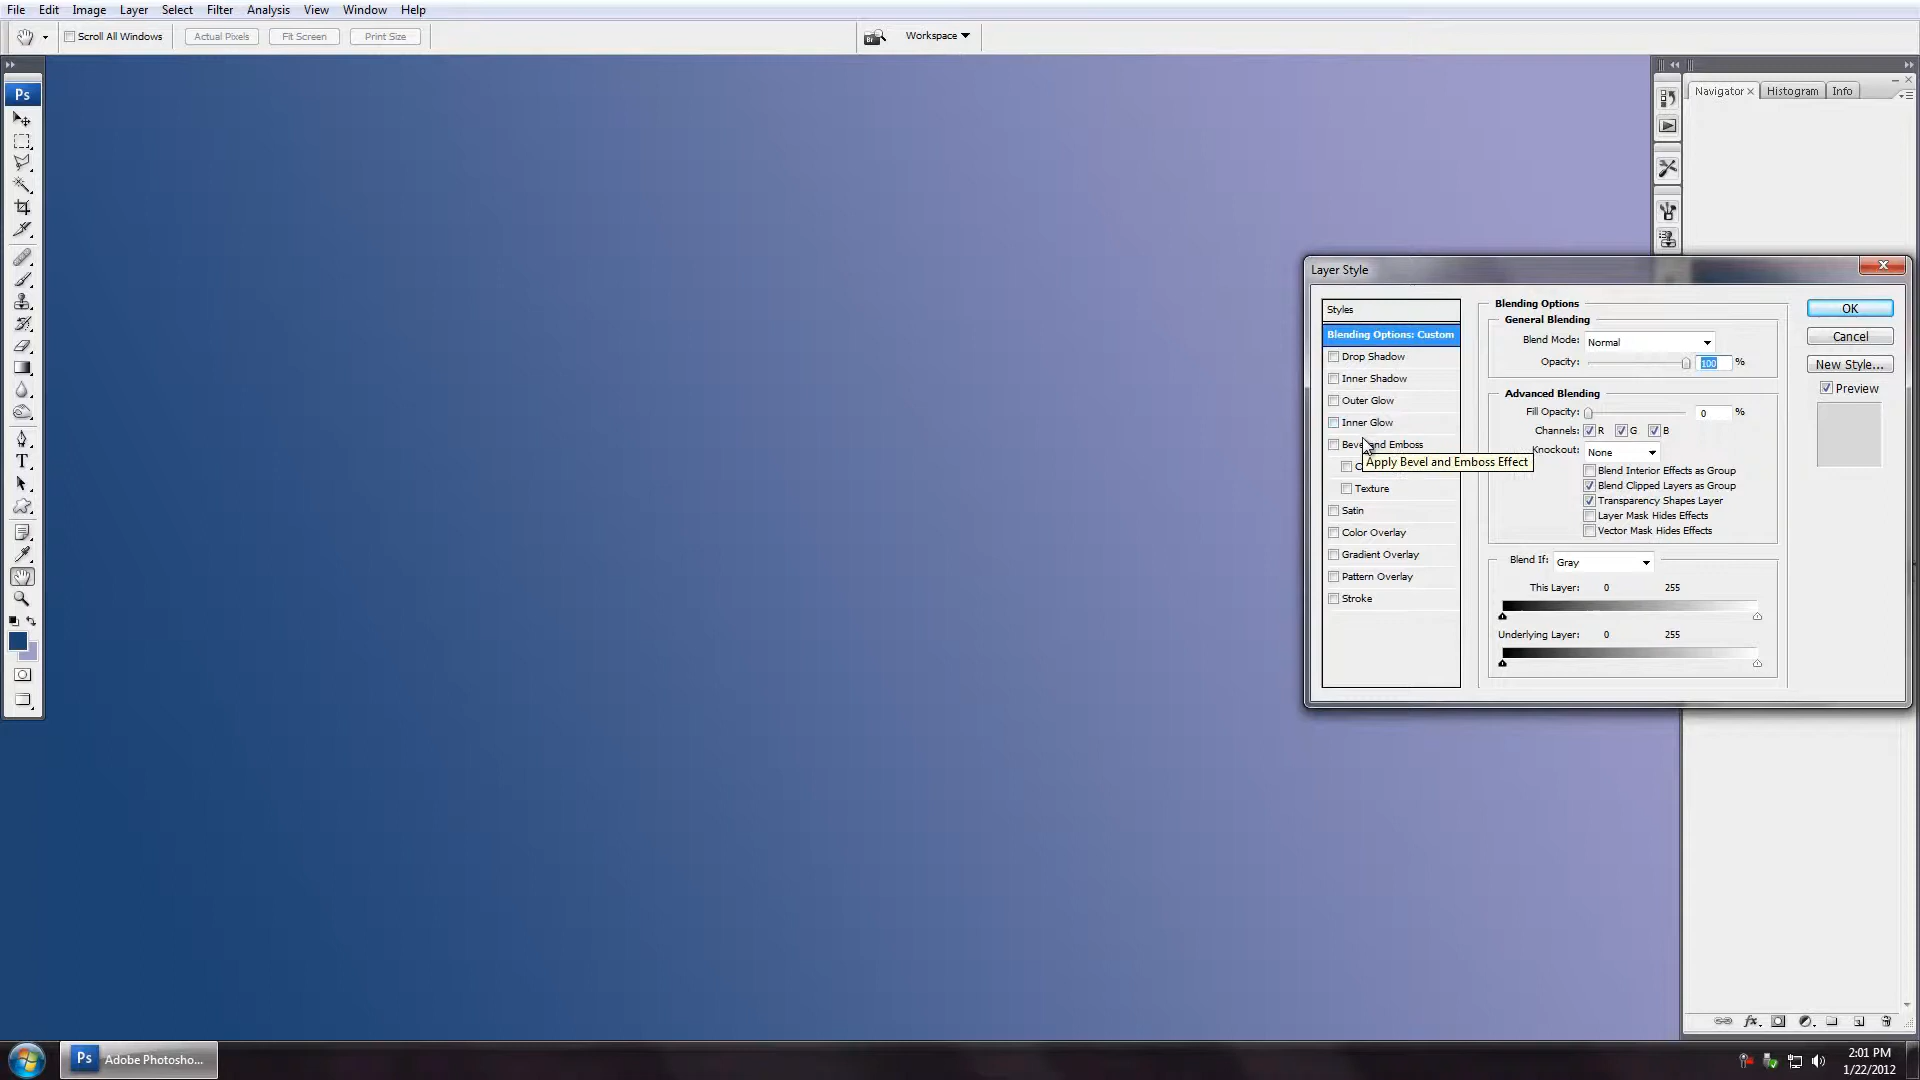 File Edit Image Layer Select Filter Analysis View Window Help
Scroll All Windows Actual Pixels Fit Screen Print Size Workspace
Ps
Navigator Histogram Info
Layer Style
Styles
Blending Options: Custom
Drop Shadow
Inner Shadow
Outer Glow
Inner Glow
Bevel and Emboss
Apply Bevel and Emboss Effect
Texture
Satin
Color Overlay
Gradient Overlay
Pattern Overlay
Stroke
Blending Options
General Blending
Blend Mode: Normal
Opacity: 100 %
Advanced Blending
Fill Opacity: 0 %
Channels: R G B
Knockout: None
Blend Interior Effects as Group
Blend Clipped Layers as Group
Transparency Shapes Layer
Layer Mask Hides Effects
Vector Mask Hides Effects
Blend If: Gray
This Layer: 0 255
Underlying Layer: 0 255
OK
Cancel
New Style...
Preview
Ps Adobe Photosho...
2:01 PM
1/22/2012